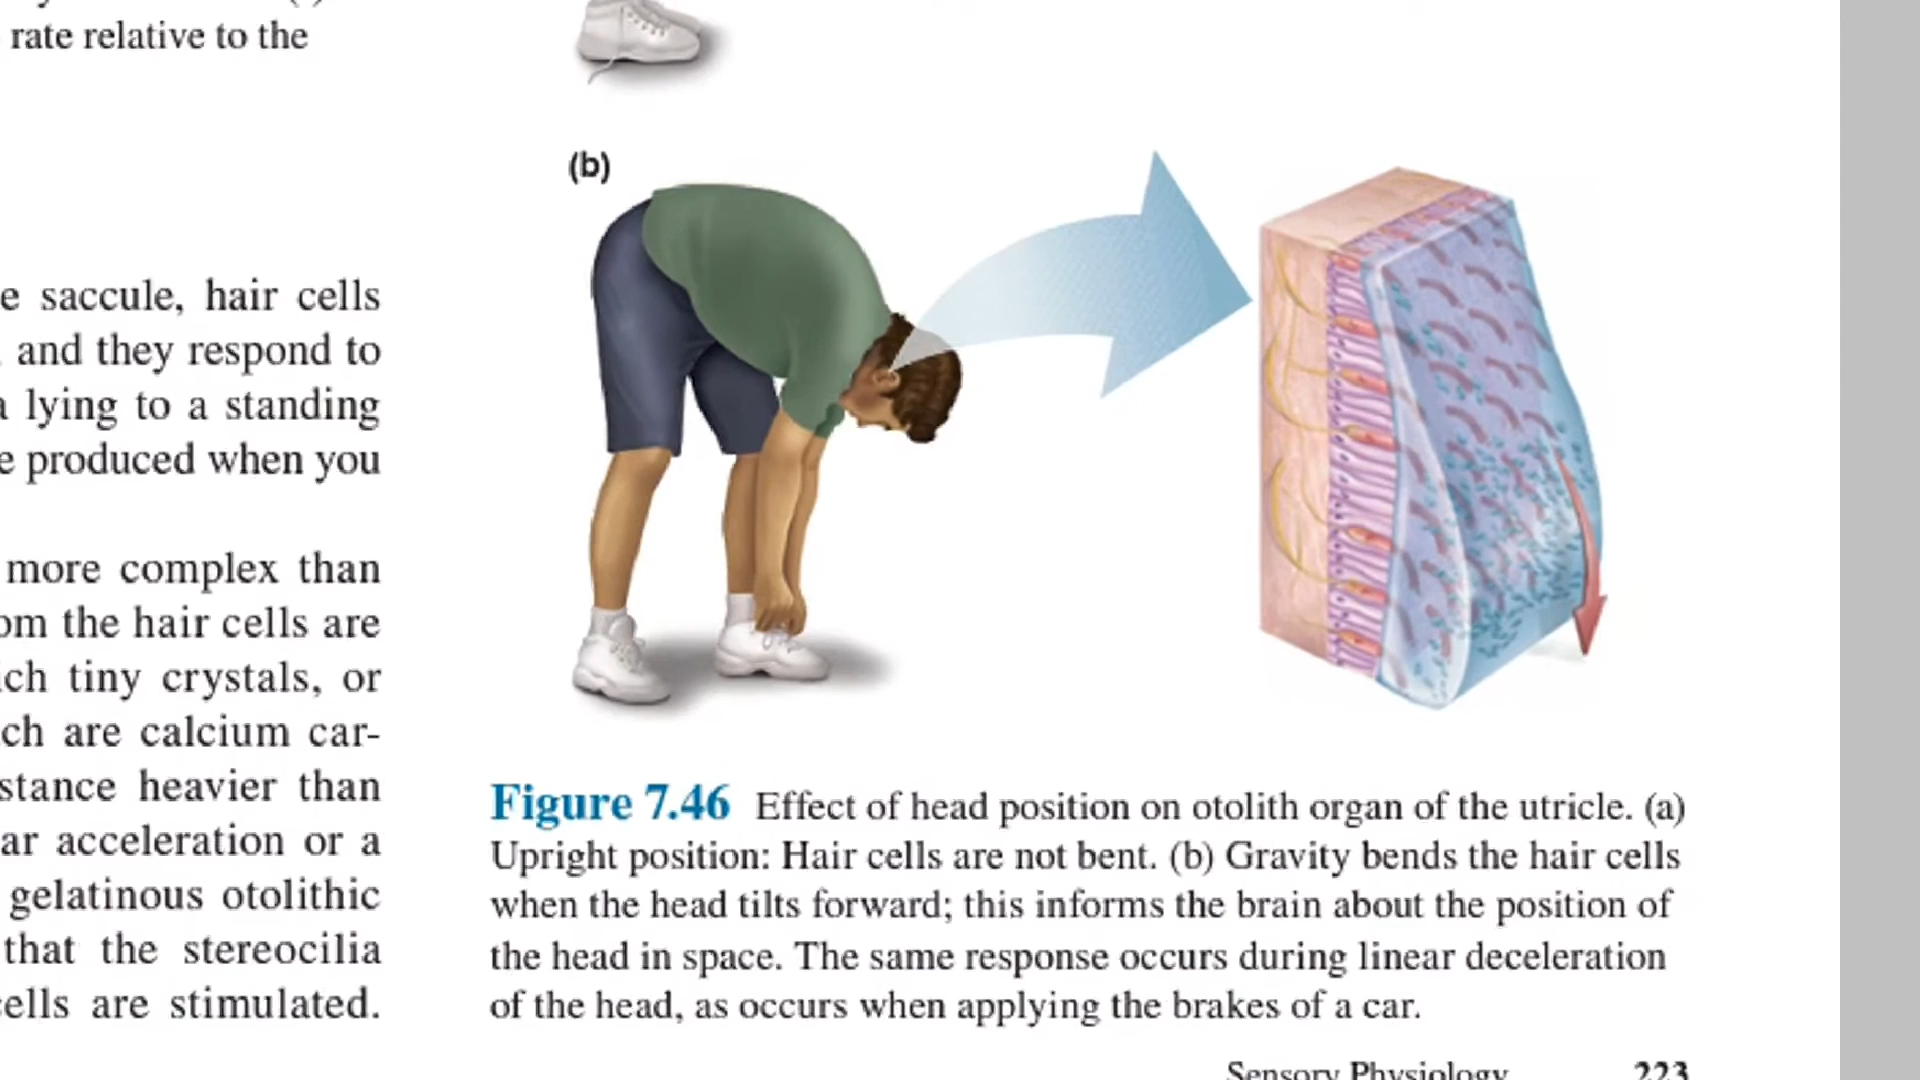 rate relative to the
e saccule, hair cells
and they respond to
a lying to a standing
e produced when you
more complex than
om the hair cells are
ich tiny crystals, or
ch are calcium car-
stance heavier than
ar acceleration or a
gelatinous otolithic
that the stereocilia
cells are stimulated.
(b)
Figure 7.46 Effect of head position on otolith organ of the utricle. (a)
Upright position: Hair cells are not bent. (b) Gravity bends the hair cells
when the head tilts forward; this informs the brain about the position of
the head in space. The same response occurs during linear deceleration
of the head, as occurs when applying the brakes of a car.
Sensory Physiology 223